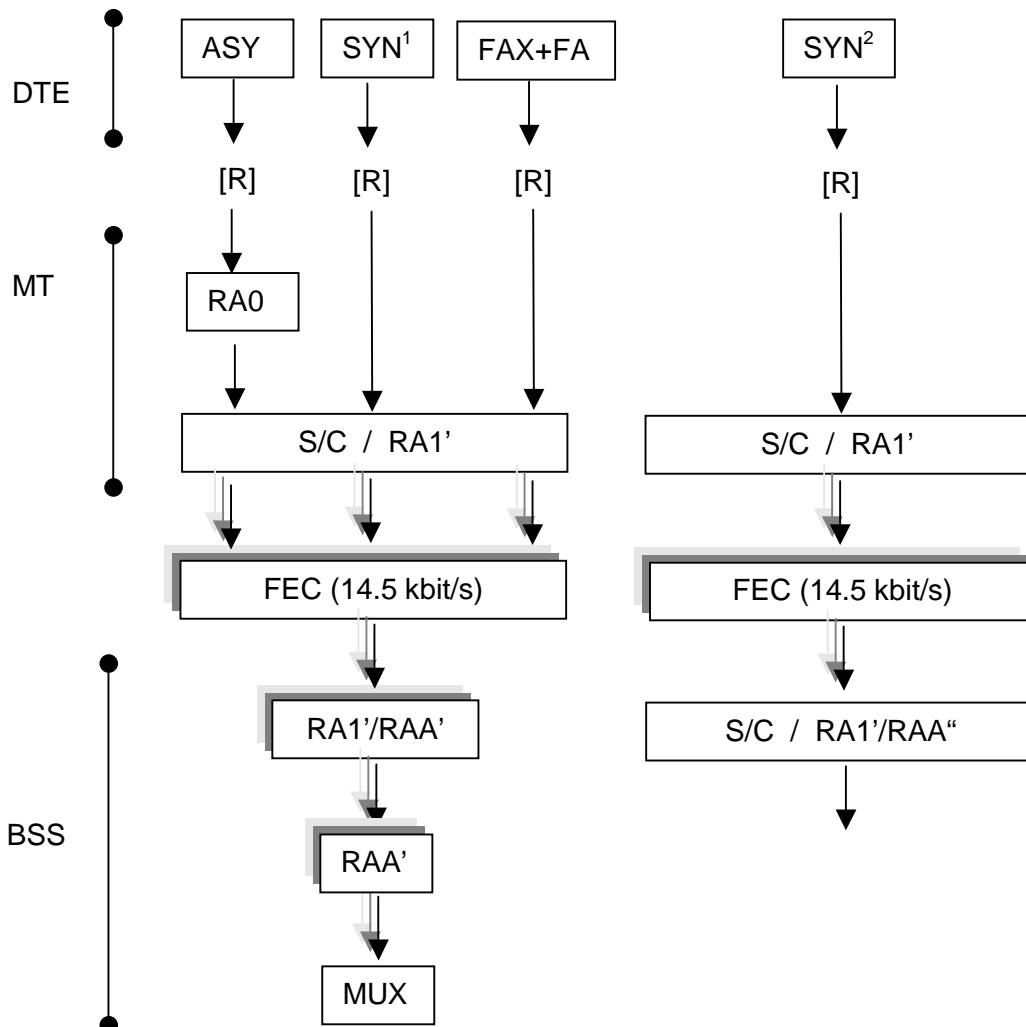 ASY SYN¹ FAX+FA SYN²
DTE
[R] [R] [R] [R]
MT
RA0
S/C / RA1' S/C / RA1'
FEC (14.5 kbit/s) FEC (14.5 kbit/s)
RA1'/RAA' S/C / RA1'/RAA“
BSS
RAA'
MUX